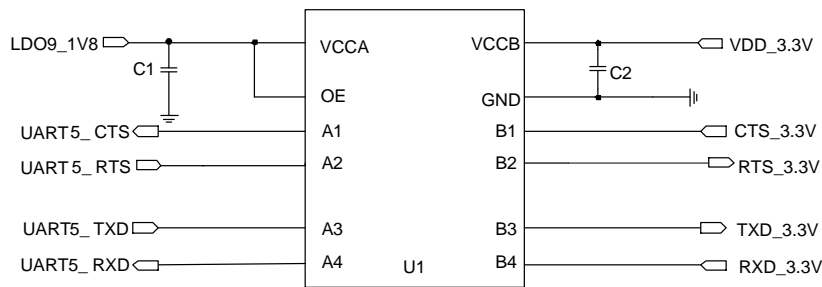 LDO9_1V8 VCCA VCCB VDD_3.3V
C1 C2
OE GND
UART5_ CTS A1 B1 CTS_3.3V
UART5_ RTS A2 B2 RTS_3.3V
UART5_ TXD A3 B3 TXD_3.3V
UART5_ RXD A4 U1 B4 RXD_3.3V